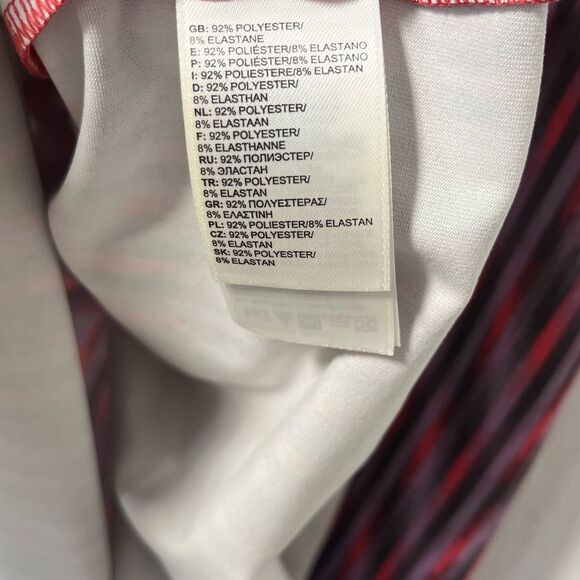 GB: 92% POLYESTER/
8% ELASTANE
E: 92% POLIÉSTER/8% ELASTANO
P: 92% POLIÉSTER/8% ELASTANO
I: 92% POLIESTERE/8% ELASTAN
D: 92% POLYESTER/
8% ELASTHAN
NL: 92% POLYESTER/
8% ELASTAAN
F: 92% POLYESTER/
8% ELASTHANNE
RU: 92% ПОЛИЭСТЕР/
8% ЭЛАСТАН
TR: 92% POLYESTER/
8% ELASTAN
GR: 92% ΠΟΛΥΕΣΤΕΡΑΣ/
8% ΕΛΑΣΤΙΝΗ
PL: 92% POLIESTER/8% ELASTAN
CZ: 92% POLYESTER/
8% ELASTAN
SK: 92% POLYESTER/
8% ELASTAN